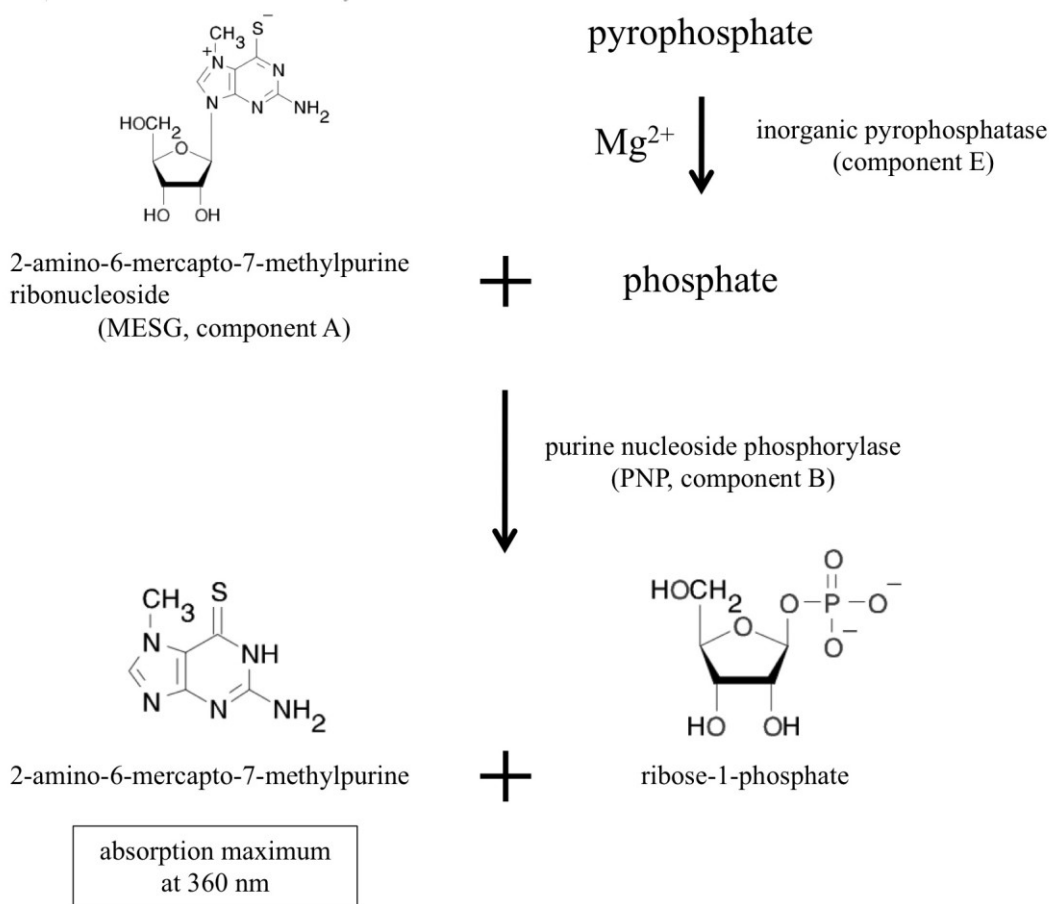 S⁻
CH3
N⁺
N
N
N
NH2
HOCH2
O
HO OH
pyrophosphate
Mg2+
inorganic pyrophosphatase
(component E)
2-amino-6-mercapto-7-methylpurine
ribonucleoside
(MESG, component A)
+
phosphate
purine nucleoside phosphorylase
(PNP, component B)
CH3
S
N
NH
N
N
NH2
HOCH2
O
O
O–P–O⁻
O⁻
HO OH
2-amino-6-mercapto-7-methylpurine
+
ribose-1-phosphate
absorption maximum
at 360 nm